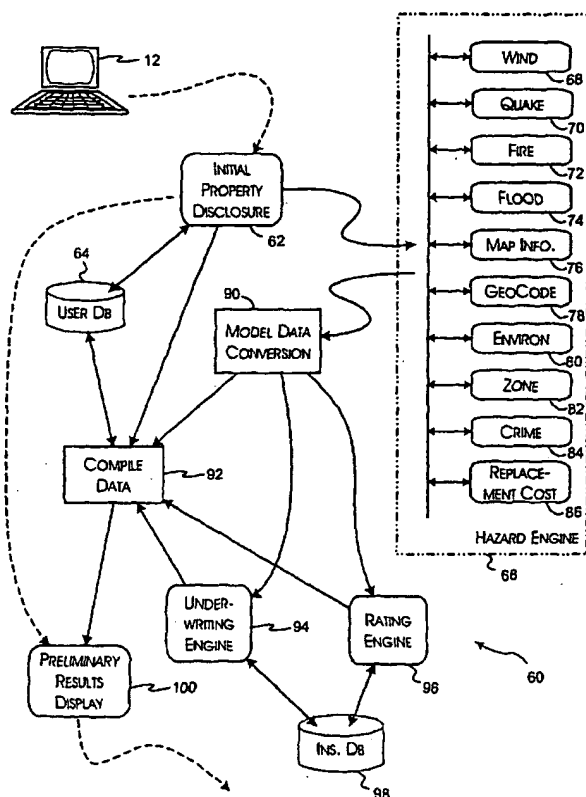 12
WIND
68
QUAKE
70
FIRE
72
FLOOD
74
MAP INFO.
76
GEOCODE
78
ENVIRON
80
ZONE
82
CRIME
84
REPLACE-
MENT COST
86
HAZARD ENGINE
66
INITIAL
PROPERTY
DISCLOSURE
62
64
USER DB
90
MODEL DATA
CONVERSION
COMPILE
DATA
92
UNDER-
WRITING
ENGINE
94
RATING
ENGINE
96
PRELIMINARY
RESULTS
DISPLAY
100
INS. DB
98
60